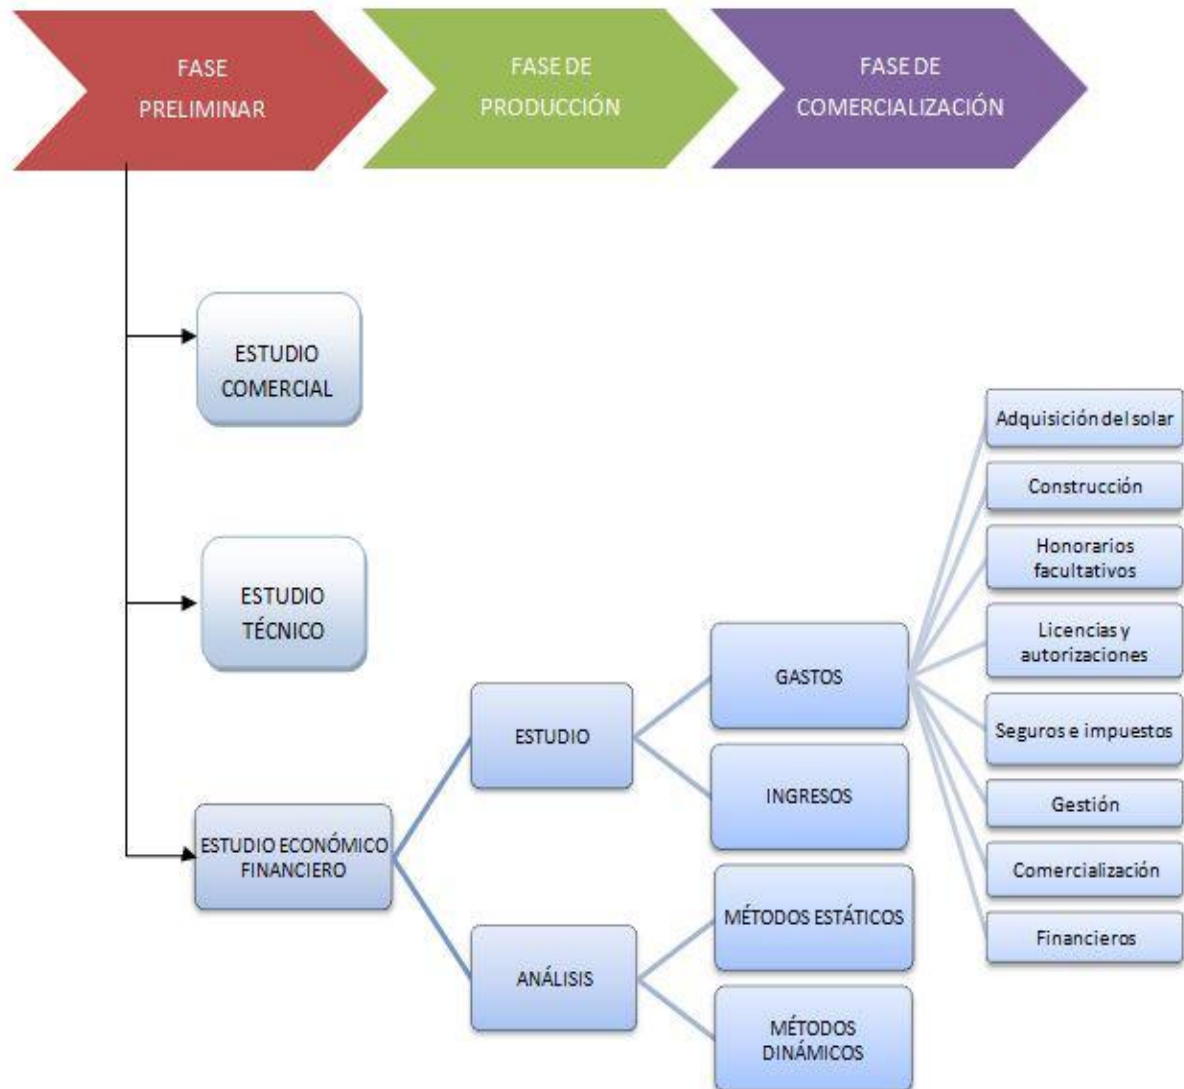 FASE
PRELIMINAR
FASE DE
PRODUCCIÓN
FASE DE
COMERCIALIZACIÓN
ESTUDIO
COMERCIAL
ESTUDIO
TÉCNICO
ESTUDIO ECONÓMICO
FINANCIERO
ESTUDIO
ANÁLISIS
GASTOS
INGRESOS
MÉTODOS ESTÁTICOS
MÉTODOS
DINÁMICOS
Adquisición del solar
Construcción
Honorarios
facultativos
Licencias y
autorizaciones
Seguros e impuestos
Gestión
Comercialización
Financieros